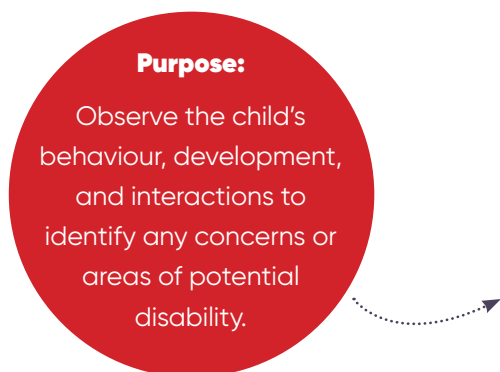 Purpose:
Observe the child's
behaviour, development,
and interactions to
identify any concerns or
areas of potential
disability.